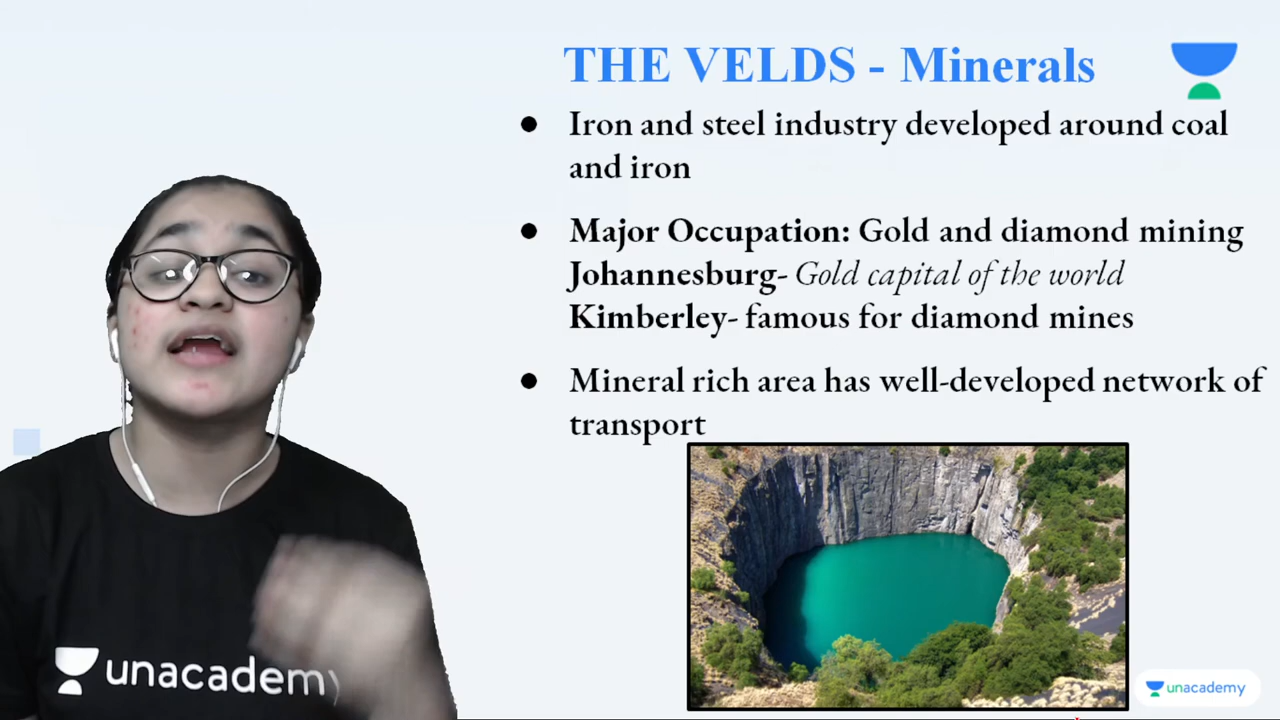 THE VELDS - Minerals
● Iron and steel industry developed around coal
and iron
● Major Occupation: Gold and diamond mining
Johannesburg- Gold capital of the world
Kimberley- famous for diamond mines
● Mineral rich area has well-developed network of
transport
unacademy
unacademy